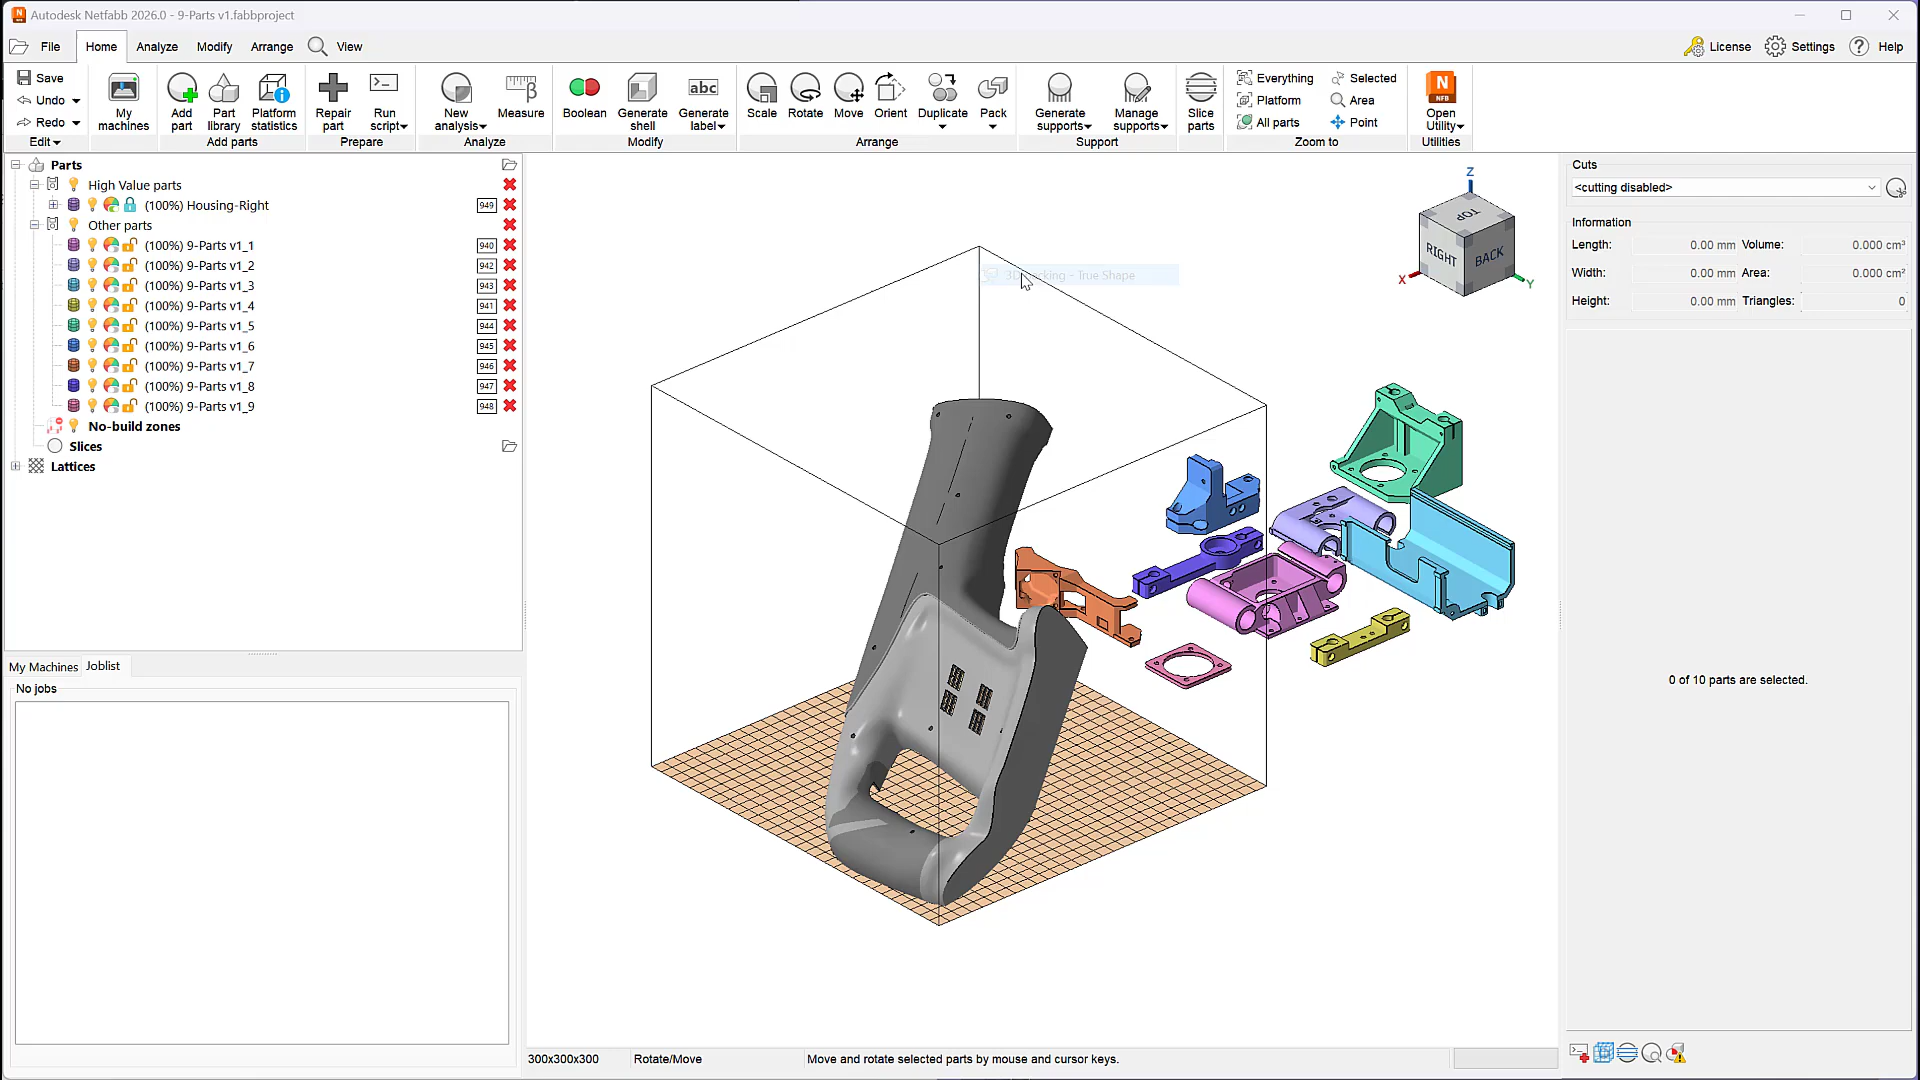 Autodesk Netfabb 2026.0 - 9-Parts v1.fabbproject
File
Home
Analyze
Modify
Arrange
View
License
Settings
Help
Save
Undo
Redo
Edit
My machines
Add part
Part library
Platform statistics
Add parts
Repair part
Run script
Prepare
New analysis
Measure
Analyze
Boolean
Generate shell
Generate label
Modify
Scale
Rotate
Move
Orient
Duplicate
Pack
Arrange
Generate supports
Manage supports
Support
Slice parts
Everything
Platform
All parts
Selected
Area
Point
Zoom to
Open Utility
Utilities
abc
NFB
Parts
High Value parts
(100%) Housing-Right 949
Other parts
(100%) 9-Parts v1_1 940
(100%) 9-Parts v1_2 942
(100%) 9-Parts v1_3 943
(100%) 9-Parts v1_4 941
(100%) 9-Parts v1_5 944
(100%) 9-Parts v1_6 945
(100%) 9-Parts v1_7 946
(100%) 9-Parts v1_8 947
(100%) 9-Parts v1_9 948
No-build zones
Slices
Lattices
My Machines
Joblist
No jobs
True Shape
Z
TOP
RIGHT
BACK
X
Y
Cuts
<cutting disabled>
Information
Length: 0.00 mm Volume: 0.000 cm³
Width: 0.00 mm Area: 0.000 cm²
Height: 0.00 mm Triangles: 0
0 of 10 parts are selected.
300x300x300
Rotate/Move
Move and rotate selected parts by mouse and cursor keys.